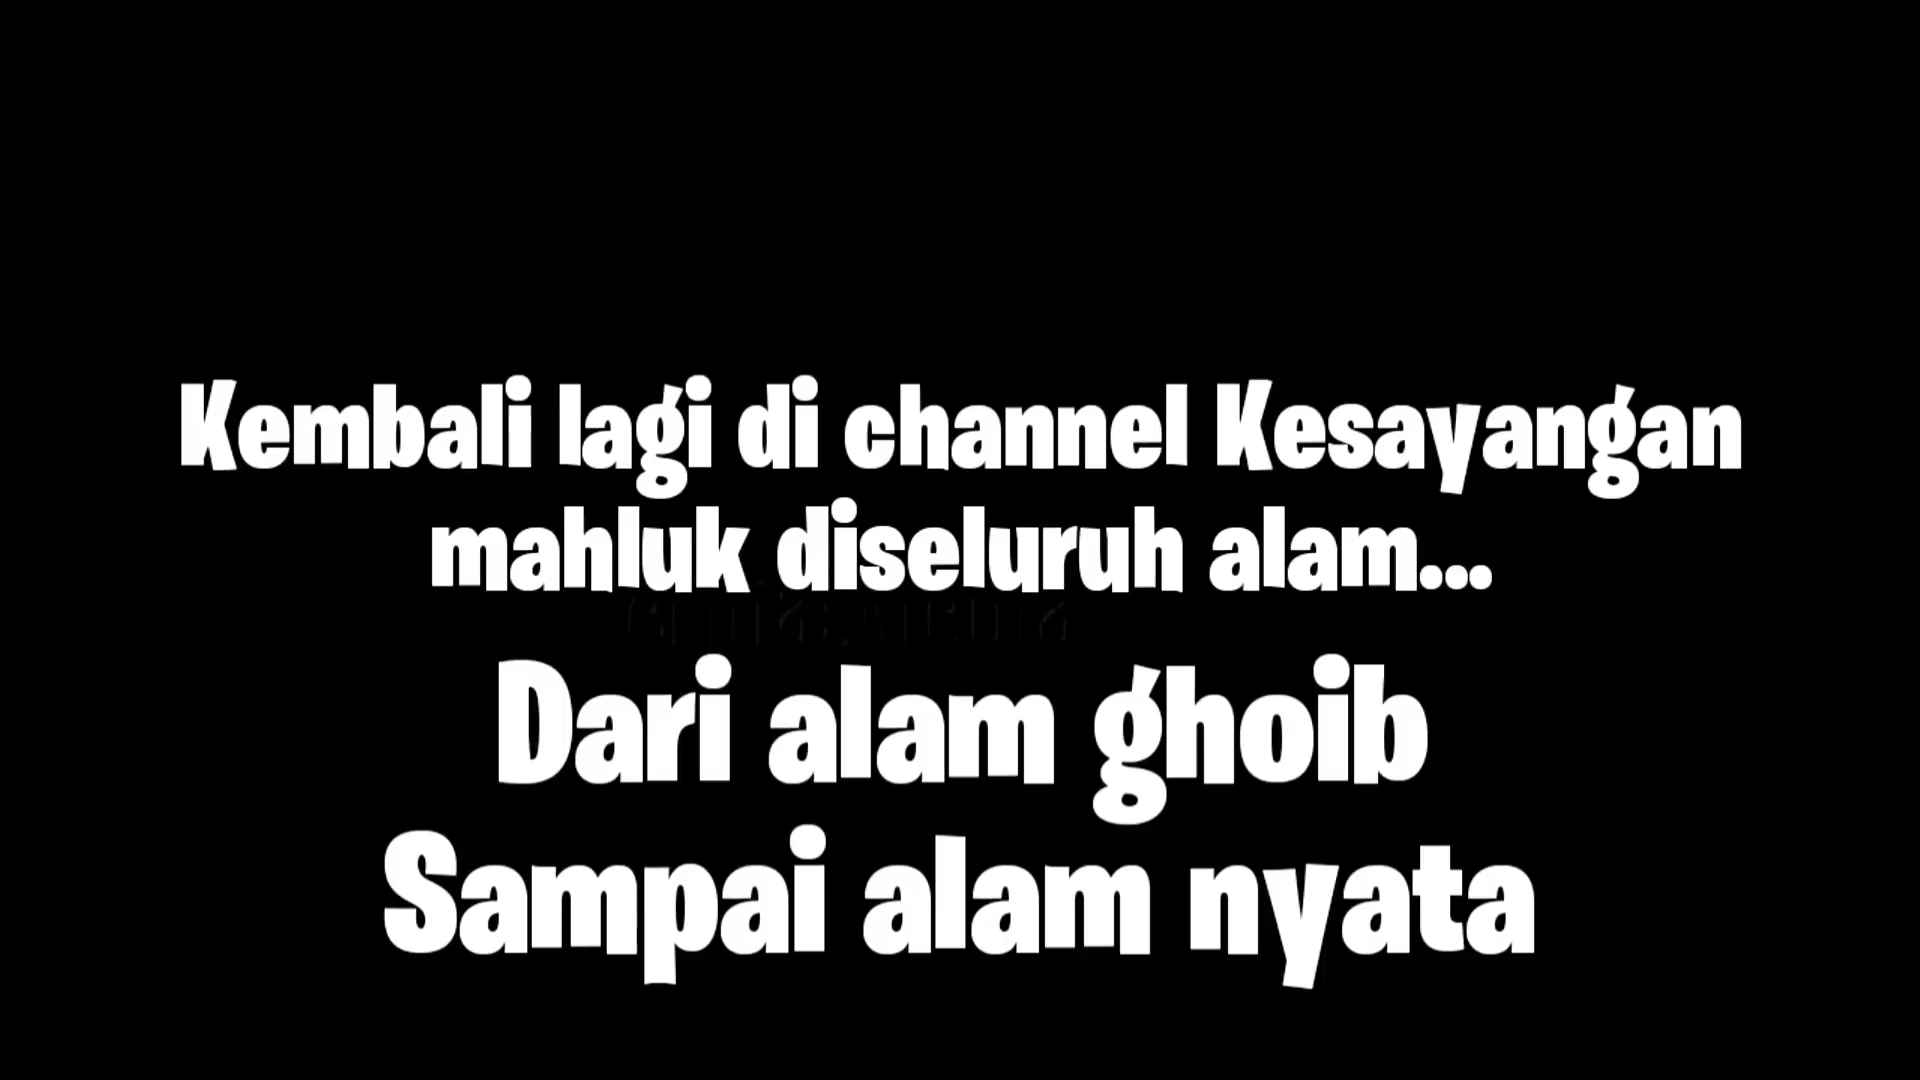 Kembali lagi di channel Kesayangan
mahluk diseluruh alam...
Dari alam ghoib
Sampai alam nyata